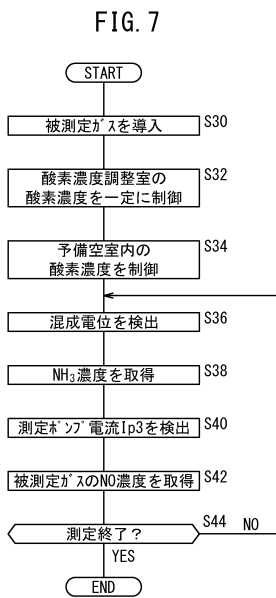 FIG. 7
START
被測定ガスを導入 S30
酸素濃度調整室の
酸素濃度を一定に制御 S32
予備空室内の
酸素濃度を制御 S34
混成電位を検出 S36
NH₃濃度を取得 S38
測定ポンプ電流Ip3を検出 S40
被測定ガスのNO濃度を取得 S42
測定終了? S44 NO
YES
END